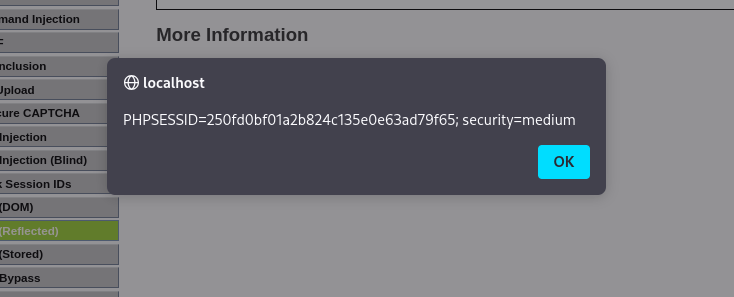 mand Injection
F
nclusion
Upload
cure CAPTCHA
Injection
Injection (Blind)
k Session IDs
(DOM)
(Reflected)
(Stored)
Bypass
More Information
localhost
PHPSESSID=250fd0bf01a2b824c135e0e63ad79f65; security=medium
OK